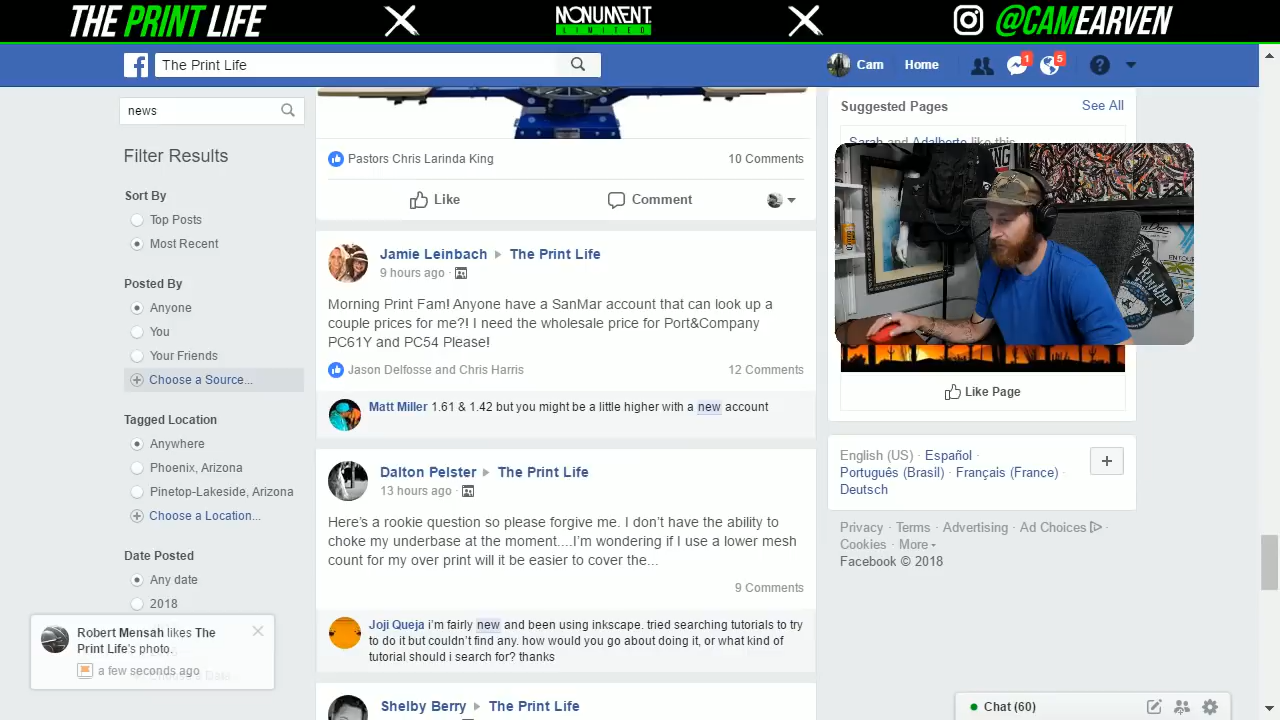 THE PRINT LIFE
MONUMENT
LIMITED
@CAMEARVEN
The Print Life
Cam
Home
1
5
?
news
Filter Results
Sort By
Top Posts
Most Recent
Posted By
Anyone
You
Your Friends
Choose a Source...
Tagged Location
Anywhere
Phoenix, Arizona
Pinetop-Lakeside, Arizona
Choose a Location...
Date Posted
Any date
2018
Robert Mensah likes The
Print Life's photo.
a few seconds ago
Pastors Chris Larinda King
10 Comments
Like
Comment
Jamie Leinbach ▸ The Print Life
9 hours ago ·
Morning Print Fam! Anyone have a SanMar account that can look up a
couple prices for me?! I need the wholesale price for Port&Company
PC61Y and PC54 Please!
Jason Delfosse and Chris Harris
12 Comments
Matt Miller 1.61 & 1.42 but you might be a little higher with a new account
Dalton Pelster ▸ The Print Life
13 hours ago ·
Here's a rookie question so please forgive me. I don't have the ability to
choke my underbase at the moment....I'm wondering if I use a lower mesh
count for my over print will it be easier to cover the...
9 Comments
Joji Queja i'm fairly new and been using inkscape. tried searching tutorials to try
to do it but couldn't find any. how would you go about doing it, or what kind of
tutorial should i search for? thanks
Shelby Berry ▸ The Print Life
Suggested Pages
See All
Sarah and Adalberto like this
Like Page
English (US) · Español ·
Português (Brasil) · Français (France) ·
Deutsch
Privacy · Terms · Advertising · Ad Choices
Cookies · More
Facebook © 2018
Chat (60)